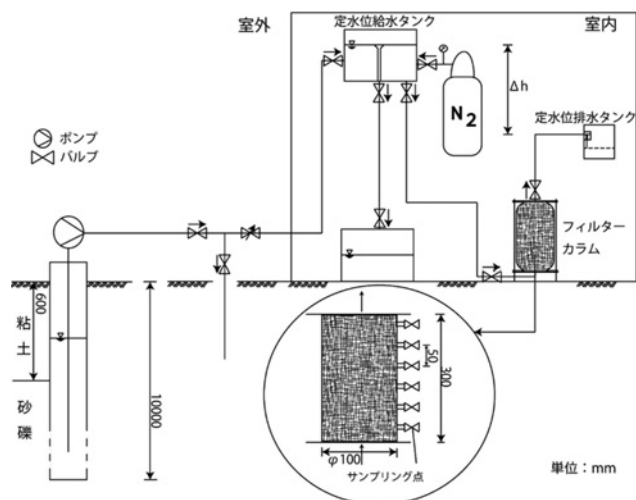 室外
室内
定水位給水タンク
Δh
N2
定水位排水タンク
ポンプ
バルブ
フィルター
カラム
600
粘土
砂礫
10000
50
300
φ100
サンプリング点
単位：mm